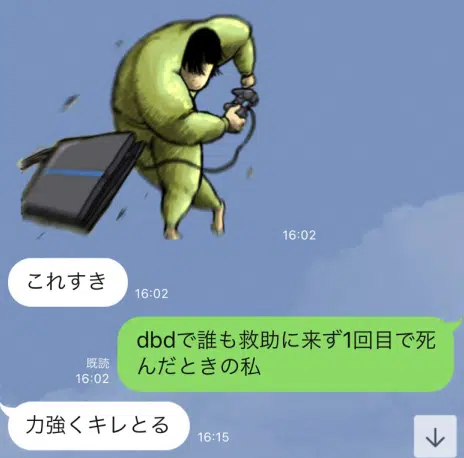 16:02
これすき
16:02
dbdで誰も救助に来ず1回目で死
んだときの私
既読
16:02
力強くキレとる
16:15